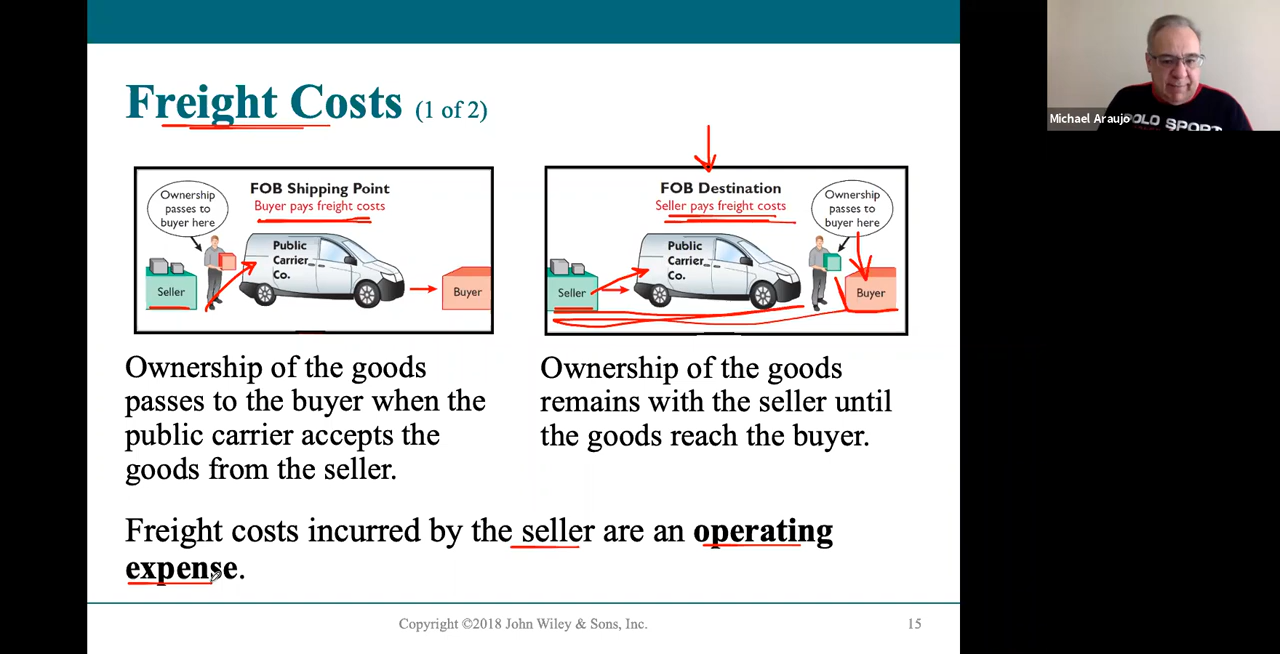 Freight Costs (1 of 2)
FOB Shipping Point
Buyer pays freight costs
Ownership
passes to
buyer here
Public
Carrier
Co.
Seller
Buyer
FOB Destination
Seller pays freight costs
Ownership
passes to
buyer here
Public
Carrier
Co.
Seller
Buyer
Ownership of the goods
passes to the buyer when the
public carrier accepts the
goods from the seller.
Ownership of the goods
remains with the seller until
the goods reach the buyer.
Freight costs incurred by the seller are an operating
expense.
Copyright ©2018 John Wiley & Sons, Inc.
15
Michael Araujo
POLO SPORT